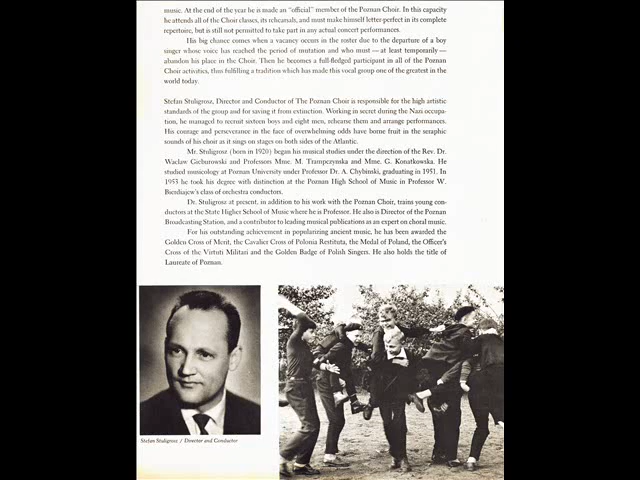 music. At the end of the year he is made an "official" member of the Poznan Choir. In this capacity
he attends all of the Choir classes, its rehearsals, and must make himself letter-perfect in its complete
repertoire, but is still not permitted to take part in any actual concert performances.
His big chance comes when a vacancy occurs in the roster due to the departure of a boy
singer whose voice has reached the period of mutation and who must — at least temporarily —
abandon his place in the Choir. Then he becomes a full-fledged participant in all of the Poznan
Choir activities, thus fulfilling a tradition which has made this vocal group one of the greatest in the
world today.
Stefan Stuligrosz, Director and Conductor of The Poznan Choir is responsible for the high artistic
standards of the group and for saving it from extinction. Working in secret during the Nazi occupa-
tion, he managed to recruit sixteen boys and eight men, rehearse them and arrange performances.
His courage and perseverance in the face of overwhelming odds have borne fruit in the seraphic
sounds of his choir as it sings on stages on both sides of the Atlantic.
Mr. Stuligrosz (born in 1920) began his musical studies under the direction of the Rev. Dr.
Waclaw Gieburowski and Professors Mme. M. Trampczynska and Mme. G. Konatkowska. He
studied musicology at Poznan University under Professor Dr. A. Chybinski, graduating in 1951. In
1953 he took his degree with distinction at the Poznan High School of Music in Professor W.
Bierdiajew's class of orchestra conductors.
Dr. Stuligrosz at present, in addition to his work with the Poznan Choir, trains young con-
ductors at the State Higher School of Music where he is Professor. He also is Director of the Poznan
Broadcasting Station, and a contributor to leading musical publications as an expert on choral music.
For his outstanding achievement in popularizing ancient music, he has been awarded the
Golden Cross of Merit, the Cavalier Cross of Polonia Restituta, the Medal of Poland, the Officer's
Cross of the Virtuti Militari and the Golden Badge of Polish Singers. He also holds the title of
Laureate of Poznan.
Stefan Stuligrosz / Director and Conductor